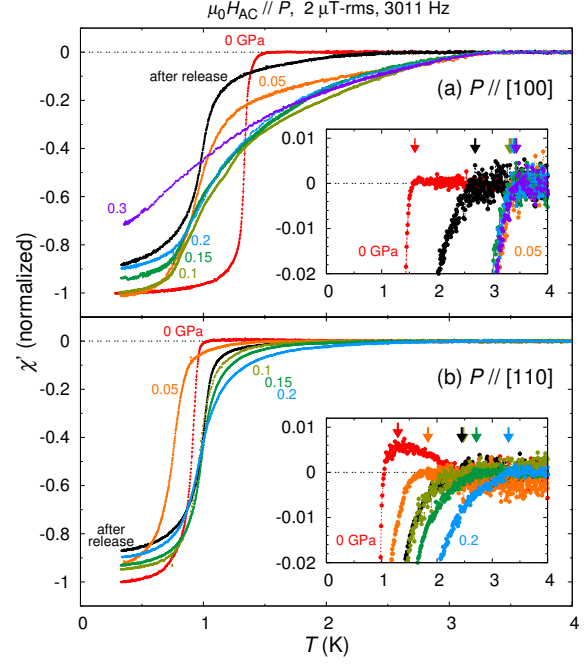 μ₀H_AC // P, 2 μT-rms, 3011 Hz
0 GPa
after release
0.05
(a) P // [100]
0.3
0.2
0.15
0.1
0
-0.2
-0.4
-0.6
-0.8
-1
0.01
0
-0.01
-0.02
0 GPa
0.05
1 2 3 4
0 GPa
0.05
0.1
0.15
0.2
(b) P // [110]
after
release
0
-0.2
-0.4
-0.6
-0.8
-1
0.01
0
-0.01
-0.02
0 GPa
0.2
0 1 2 3 4
χ' (normalized)
0 1 2 3 4
T (K)